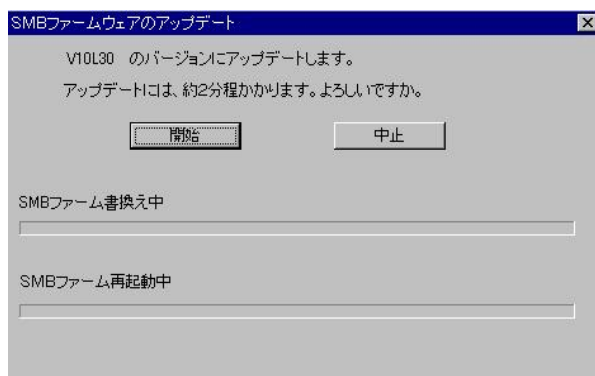 SMBファームウェアのアップデート
V10L30 のバージョンにアップデートします。
アップデートには、約2分程かかります。よろしいですか。
開始 中止
SMBファーム書換え中
SMBファーム再起動中